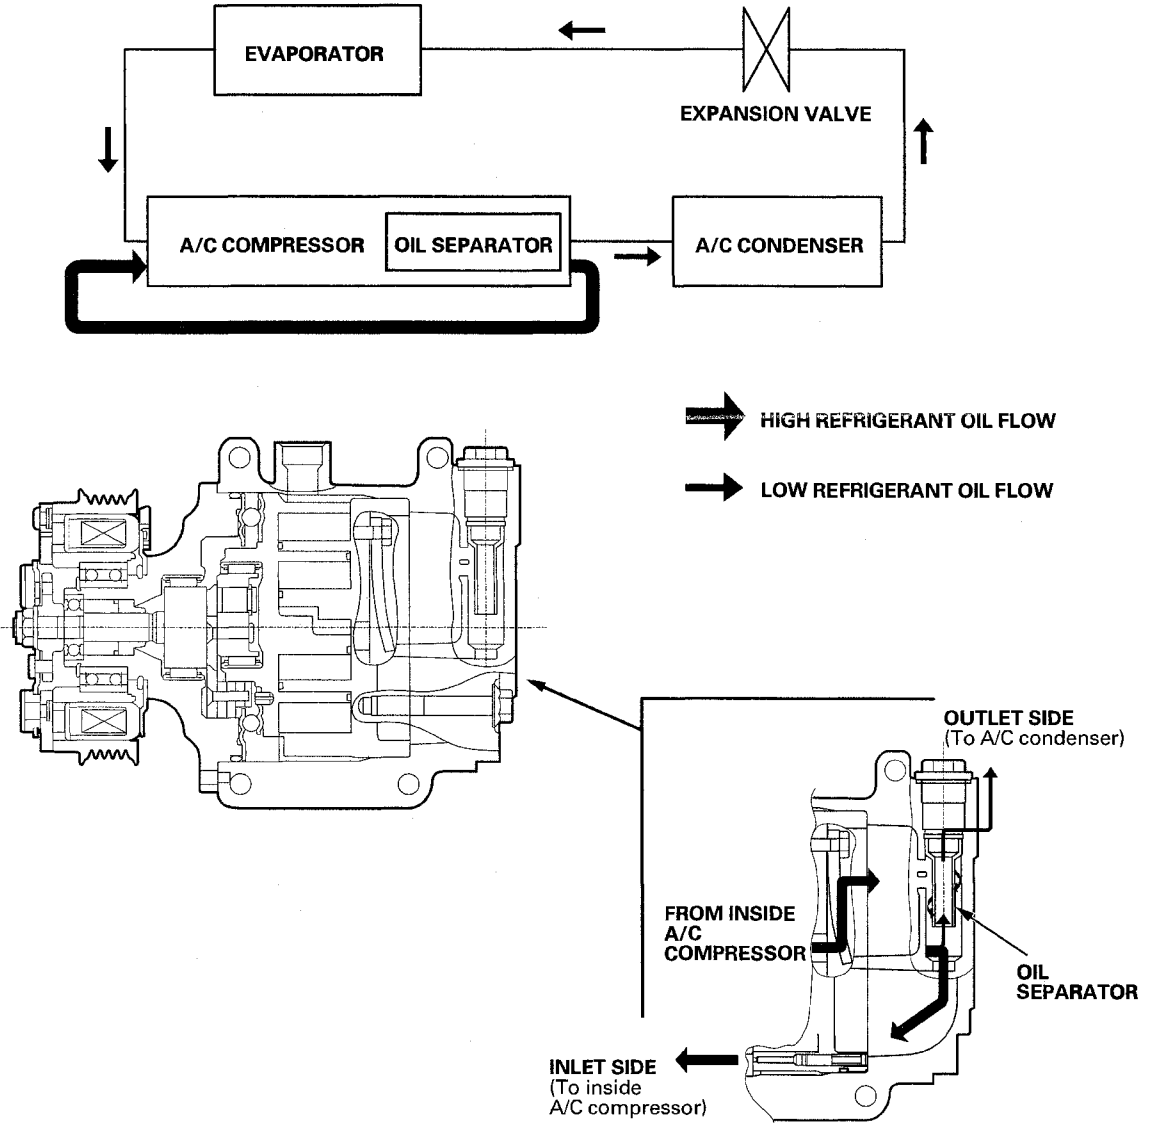 EVAPORATOR
EXPANSION VALVE
A/C COMPRESSOR
OIL SEPARATOR
A/C CONDENSER
HIGH REFRIGERANT OIL FLOW
LOW REFRIGERANT OIL FLOW
OUTLET SIDE
(To A/C condenser)
FROM INSIDE
A/C
COMPRESSOR
OIL
SEPARATOR
INLET SIDE
(To inside
A/C compressor)